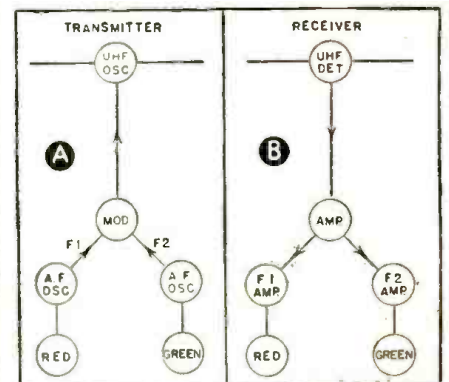 TRANSMITTER
UHF
OSC
A
MOD
F1
F2
A.F
OSC
A.F
OSC
RED
GREEN
RECEIVER
UHF
DET
B
AMP.
F1
AMP.
F2
AMP.
RED
GREEN